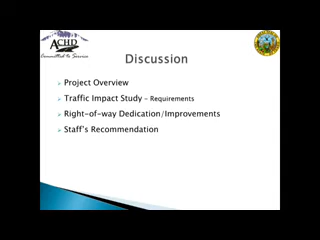 ACHD
Committed to Service
Discussion
Project Overview
Traffic Impact Study - Requirements
Right-of-way Dedication/Improvements
Staff's Recommendation